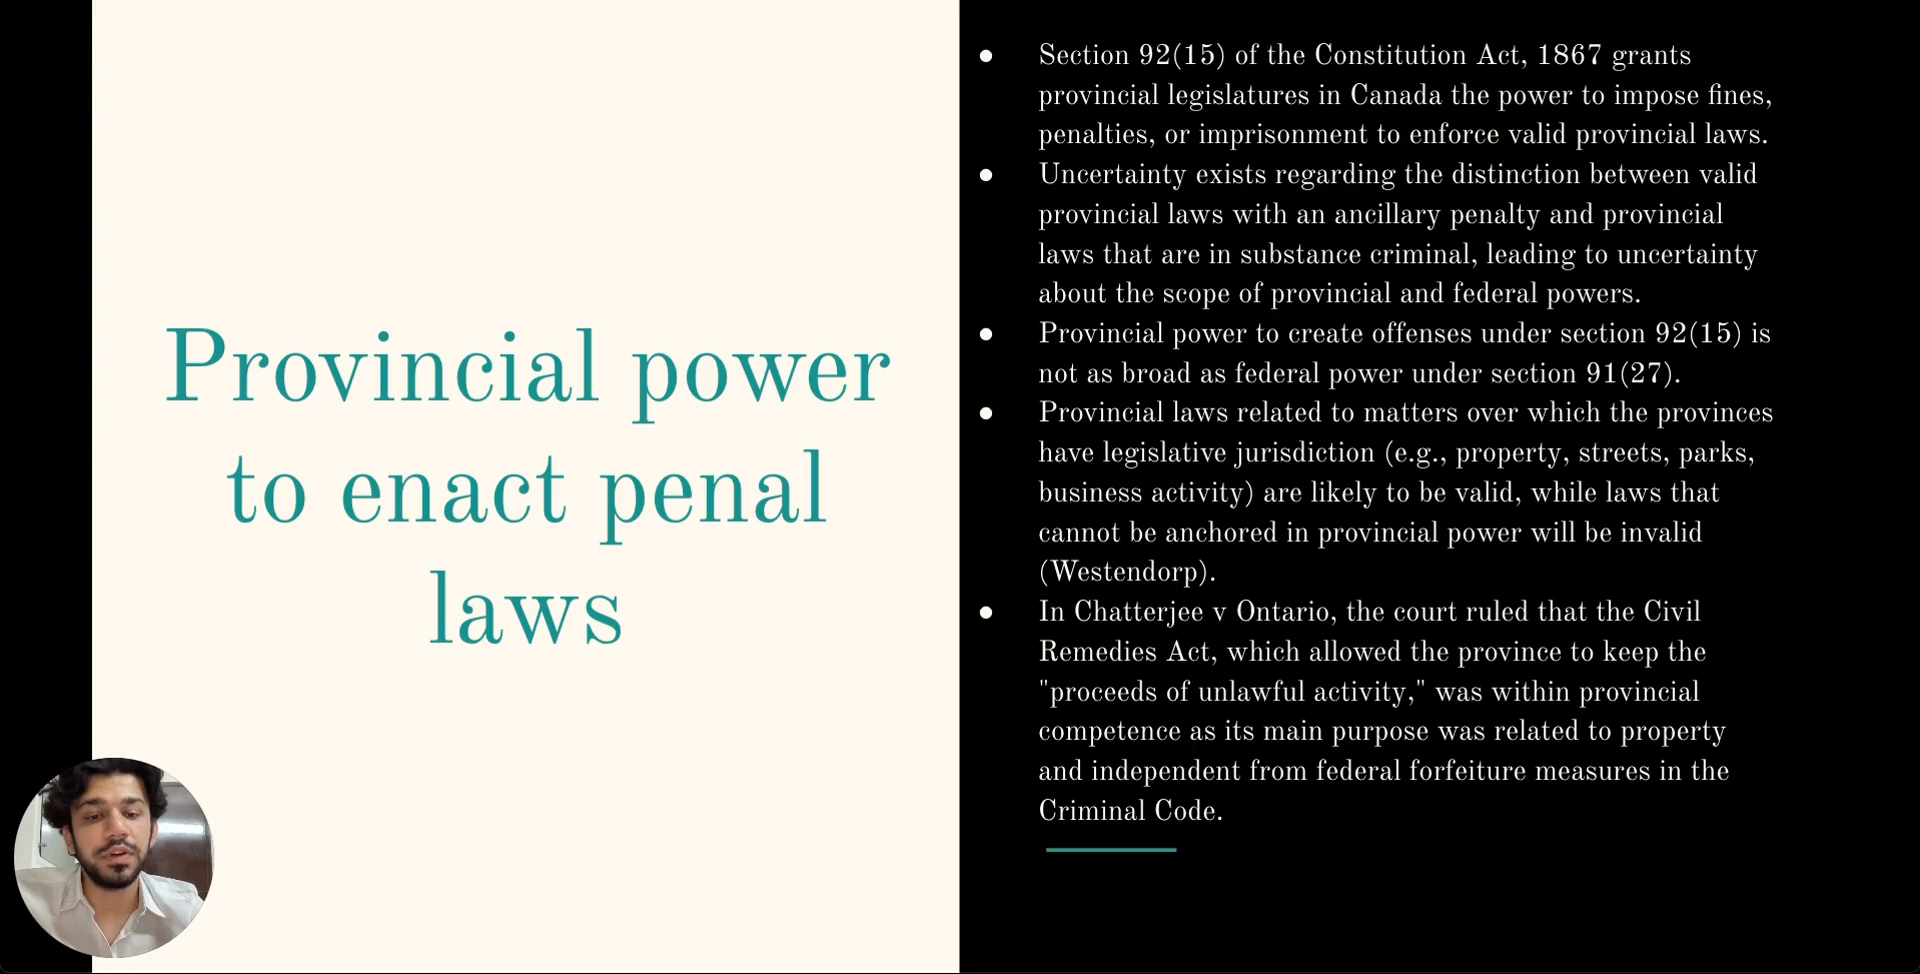 Provincial power
to enact penal
laws
● Section 92(15) of the Constitution Act, 1867 grants
provincial legislatures in Canada the power to impose fines,
penalties, or imprisonment to enforce valid provincial laws.
● Uncertainty exists regarding the distinction between valid
provincial laws with an ancillary penalty and provincial
laws that are in substance criminal, leading to uncertainty
about the scope of provincial and federal powers.
● Provincial power to create offenses under section 92(15) is
not as broad as federal power under section 91(27).
● Provincial laws related to matters over which the provinces
have legislative jurisdiction (e.g., property, streets, parks,
business activity) are likely to be valid, while laws that
cannot be anchored in provincial power will be invalid
(Westendorp).
● In Chatterjee v Ontario, the court ruled that the Civil
Remedies Act, which allowed the province to keep the
"proceeds of unlawful activity," was within provincial
competence as its main purpose was related to property
and independent from federal forfeiture measures in the
Criminal Code.